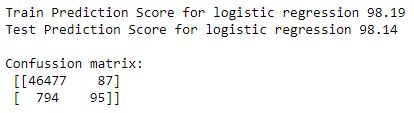 Train Prediction Score for logistic regression 98.19
Test Prediction Score for logistic regression 98.14
Confussion matrix:
[[46477 87]
[ 794 95]]